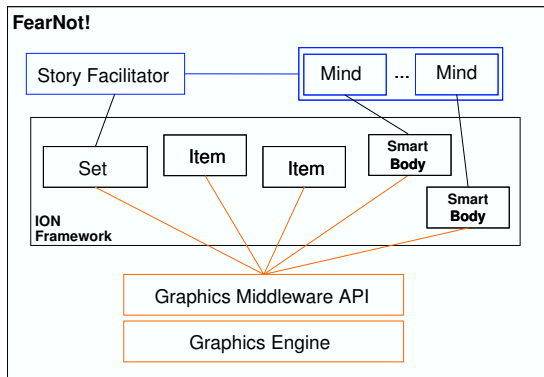 FearNot!
Story Facilitator
Mind
...
Mind
Set
Item
Item
Smart
Body
Smart
Body
ION
Framework
Graphics Middleware API
Graphics Engine